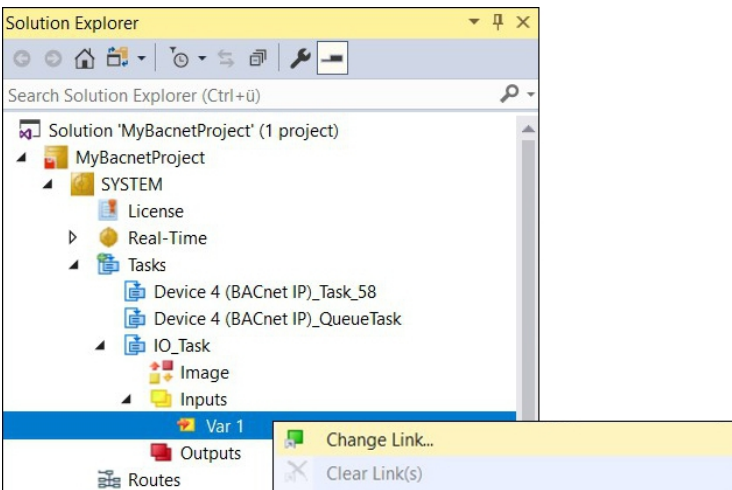 Solution Explorer
Search Solution Explorer (Ctrl+ü)
Solution 'MyBacnetProject' (1 project)
MyBacnetProject
SYSTEM
License
Real-Time
Tasks
Device 4 (BACnet IP)_Task_58
Device 4 (BACnet IP)_QueueTask
IO_Task
Image
Inputs
Var 1
Change Link...
Outputs
Clear Link(s)
Routes